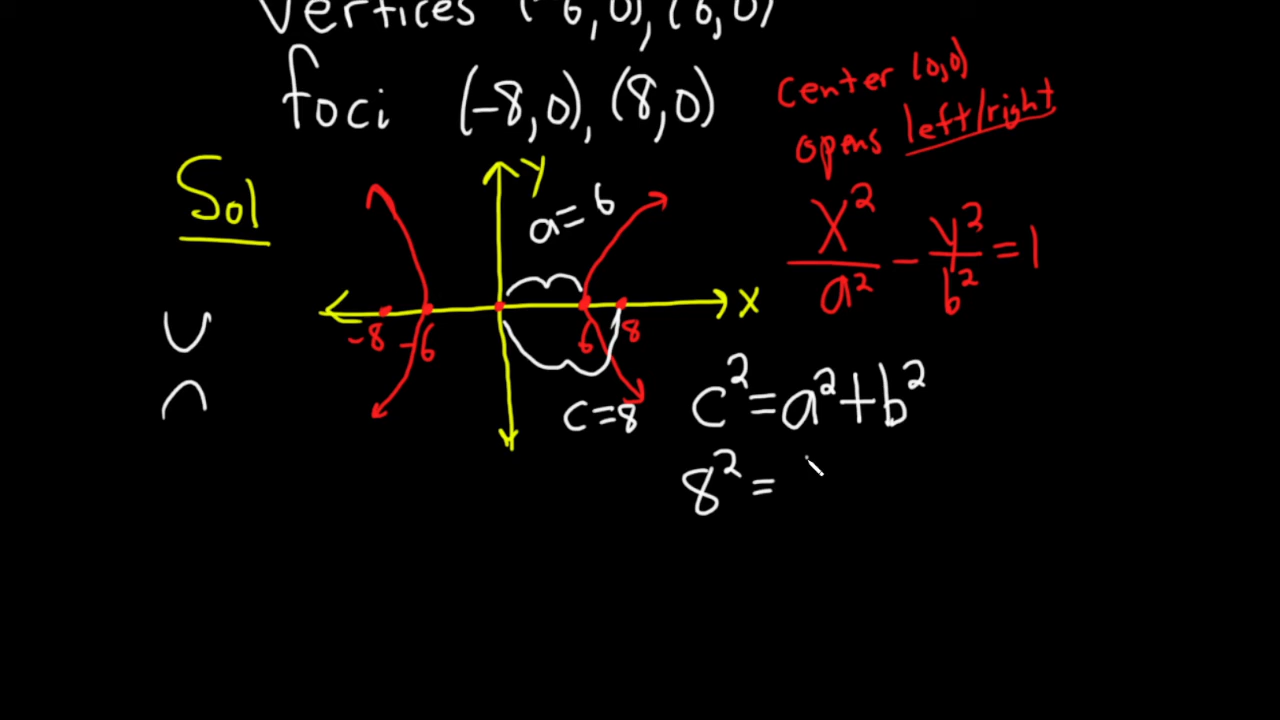 Vertices (-6,0), (6,0)
foci (-8,0), (8,0)
center (0,0)
opens left/right
Sol
y
a=6
x²/a² - y²/b² = 1
x
-8 -6 6 8
c=8
c²=a²+b²
8²=